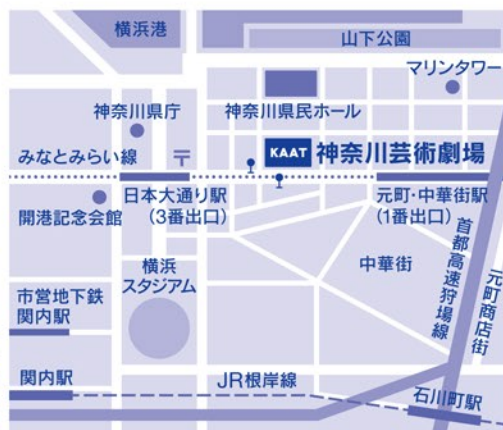 横浜港
山下公園
マリンタワー
神奈川県庁
神奈川県民ホール
みなとみらい線
〒
KAAT 神奈川芸術劇場
開港記念会館
日本大通り駅
(3番出口)
元町・中華街駅
(1番出口)
横浜
スタジアム
中華街
首都高速狩場線
元町商店街
市営地下鉄
関内駅
関内駅
JR根岸線
石川町駅